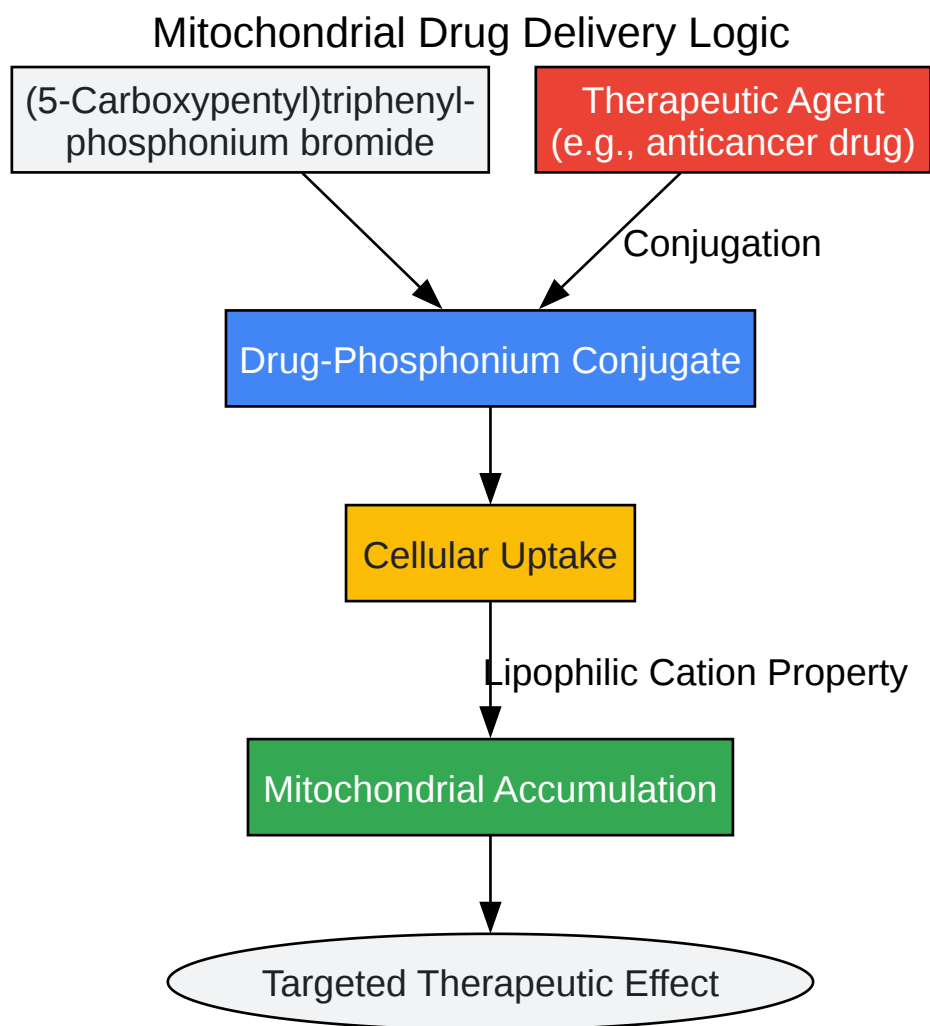 Mitochondrial Drug Delivery Logic
(5-Carboxypentyl)triphenyl-
phosphonium bromide
Therapeutic Agent
(e.g., anticancer drug)
Conjugation
Drug-Phosphonium Conjugate
Cellular Uptake
Lipophilic Cation Property
Mitochondrial Accumulation
Targeted Therapeutic Effect